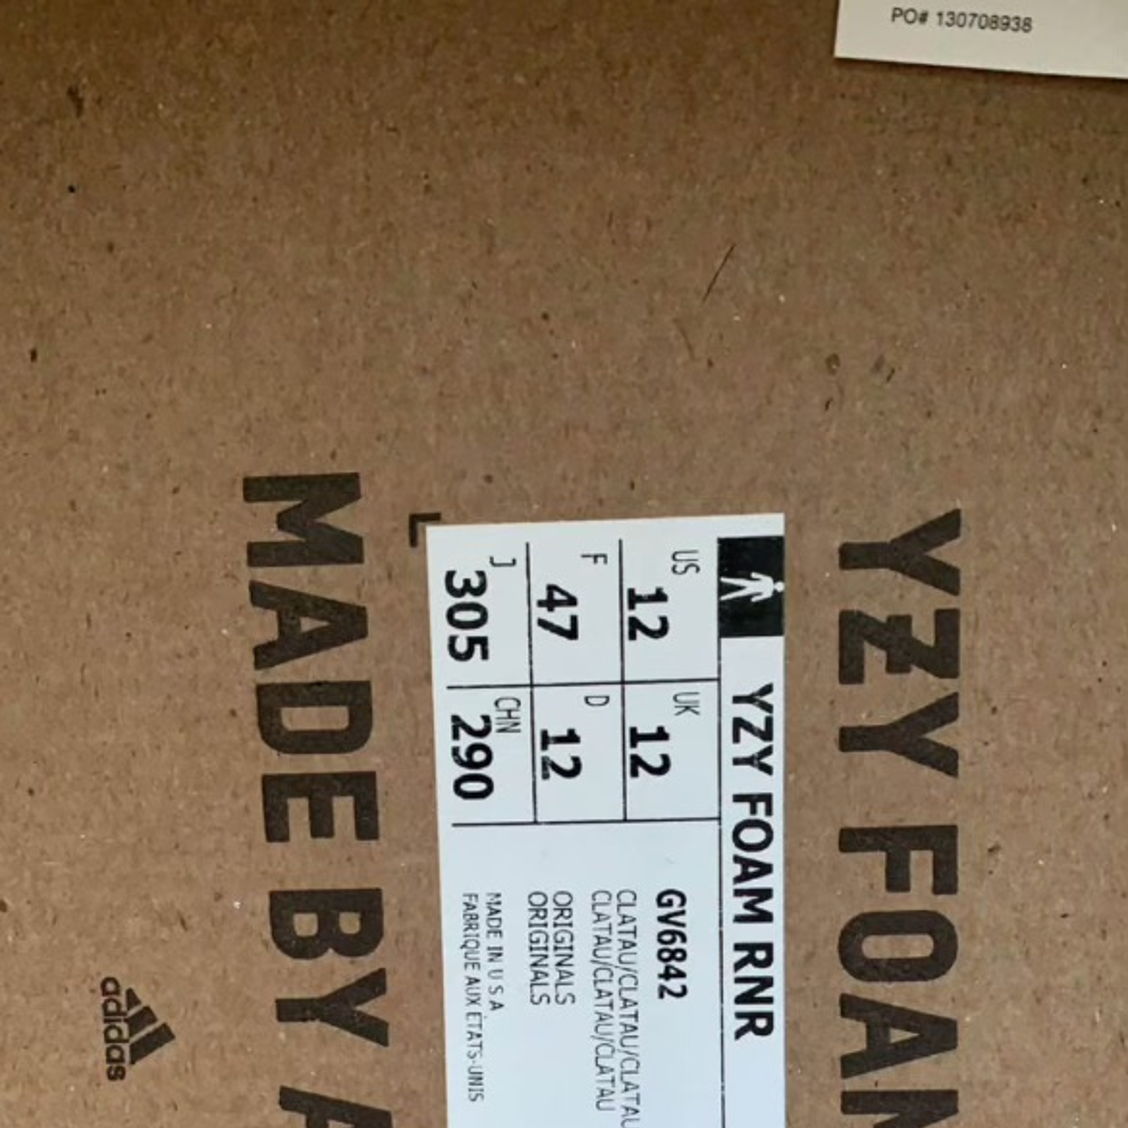 PO# 130708938
YZY FOAM
YZY FOAM RNR
US 12 UK 12
F 47 D 12
J 305 CHN 290
GV6842
CLATAU/CLATAU/CLATAU
CLATAU/CLATAU/CLATAU
ORIGINALS
ORIGINALS
MADE IN U S A
FABRIQUE AUX ÉTATS-UNIS
MADE BY A
adidas